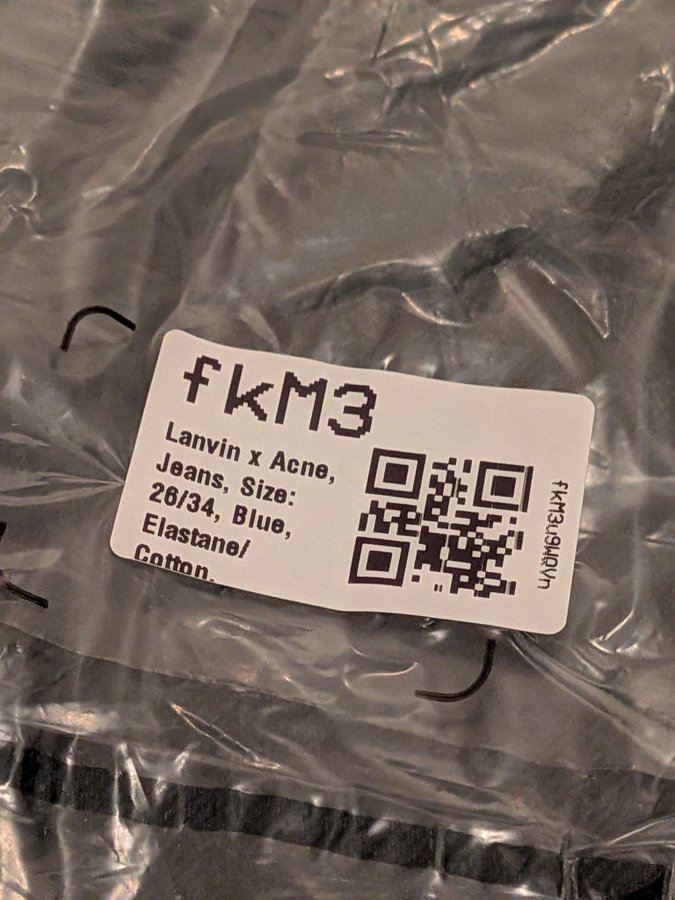 fkM3
Lanvin x Acne,
Jeans, Size:
26/34, Blue,
Elastane/
Cotton.
fkM3u9WQVn